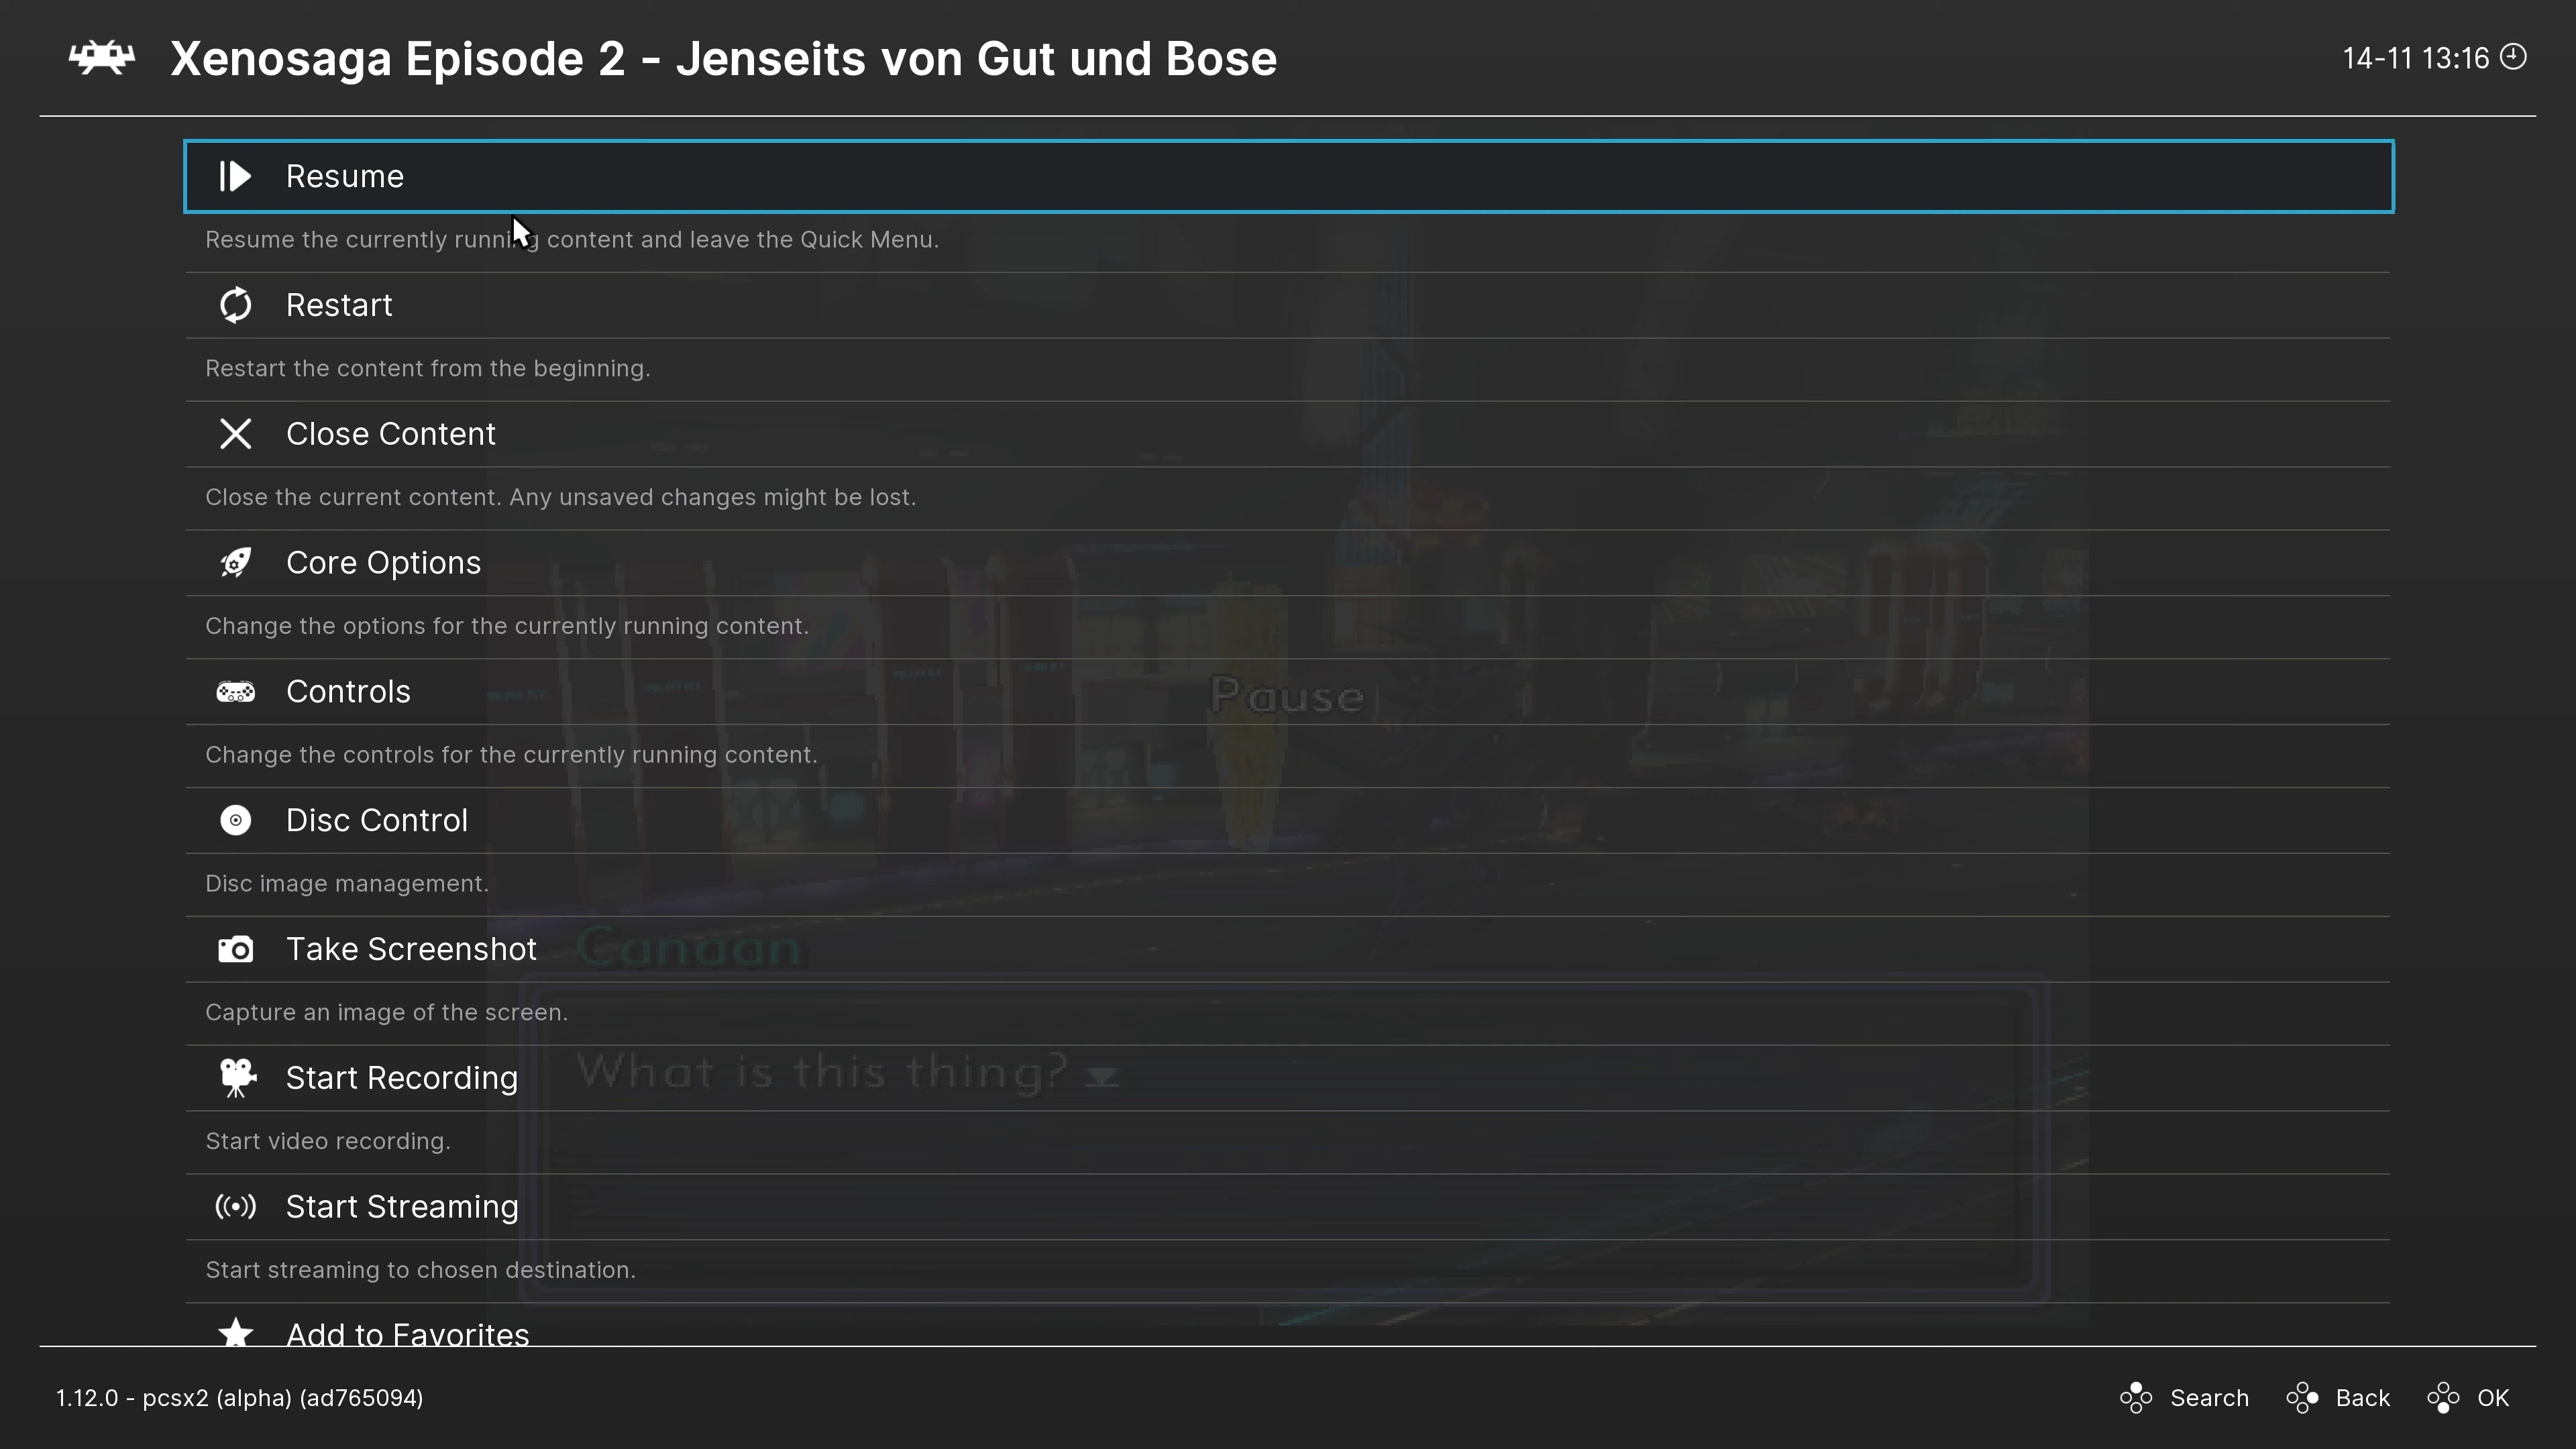 Xenosaga Episode 2 - Jenseits von Gut und Bose
14-11 13:16
Resume
Resume the currently running content and leave the Quick Menu.
Restart
Restart the content from the beginning.
Close Content
Close the current content. Any unsaved changes might be lost.
Core Options
Change the options for the currently running content.
Controls
Pause
Change the controls for the currently running content.
Disc Control
Disc image management.
Take Screenshot
Canaan
Capture an image of the screen.
Start Recording
What is this thing?
Start video recording.
Start Streaming
Start streaming to chosen destination.
Add to Favorites
1.12.0 - pcsx2 (alpha) (ad765094)
Search Back OK